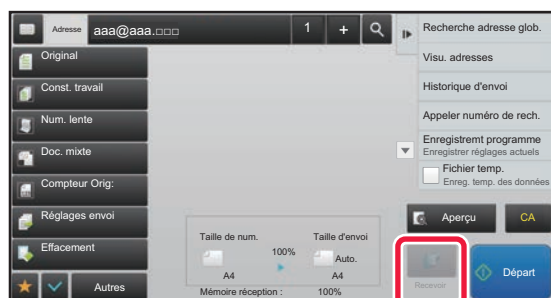 Adresse aaa@aaa.□□□ 1 +
Original
Const. travail
Num. lente
Doc. mixte
Compteur Orig:
Réglages envoi
Effacement
Autres
Taille de num. Taille d'envoi
100% Auto.
A4 A4
Mémoire réception : 100%
Recherche adresse glob.
Visu. adresses
Historique d'envoi
Appeler numéro de rech.
Enregistremt programme
Enregistrer réglages actuels
Fichier temp.
Enreg. temp. des données
Aperçu CA
Recevoir Départ